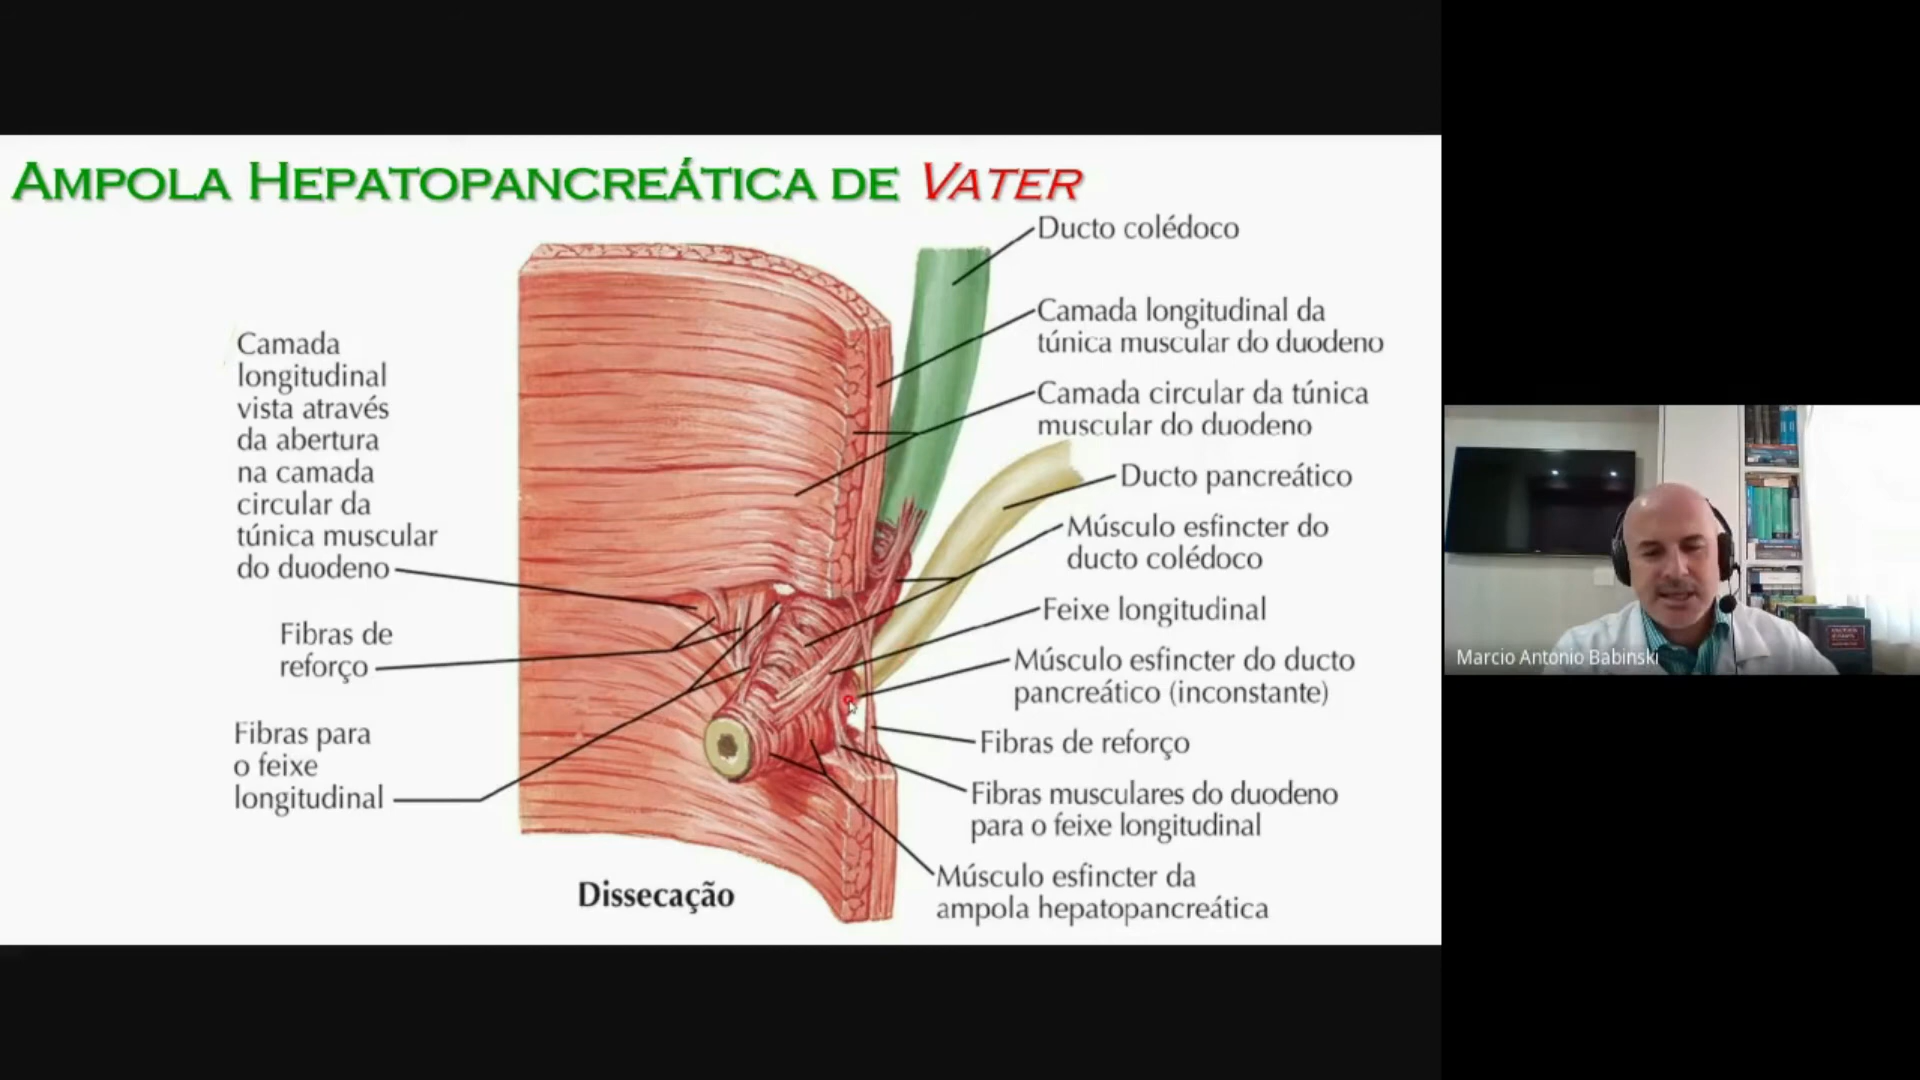 AMPOLA HEPATOPANCREÁTICA DE VATER
Camada
longitudinal
vista através
da abertura
na camada
circular da
túnica muscular
do duodeno
Fibras de
reforço
Fibras para
o feixe
longitudinal
Ducto colédoco
Camada longitudinal da
túnica muscular do duodeno
Camada circular da túnica
muscular do duodeno
Ducto pancreático
Músculo esfincter do
ducto colédoco
Feixe longitudinal
Músculo esfincter do ducto
pancreático (inconstante)
Fibras de reforço
Fibras musculares do duodeno
para o feixe longitudinal
Músculo esfincter da
ampola hepatopancreática
Dissecação
Marcio Antonio Babinski